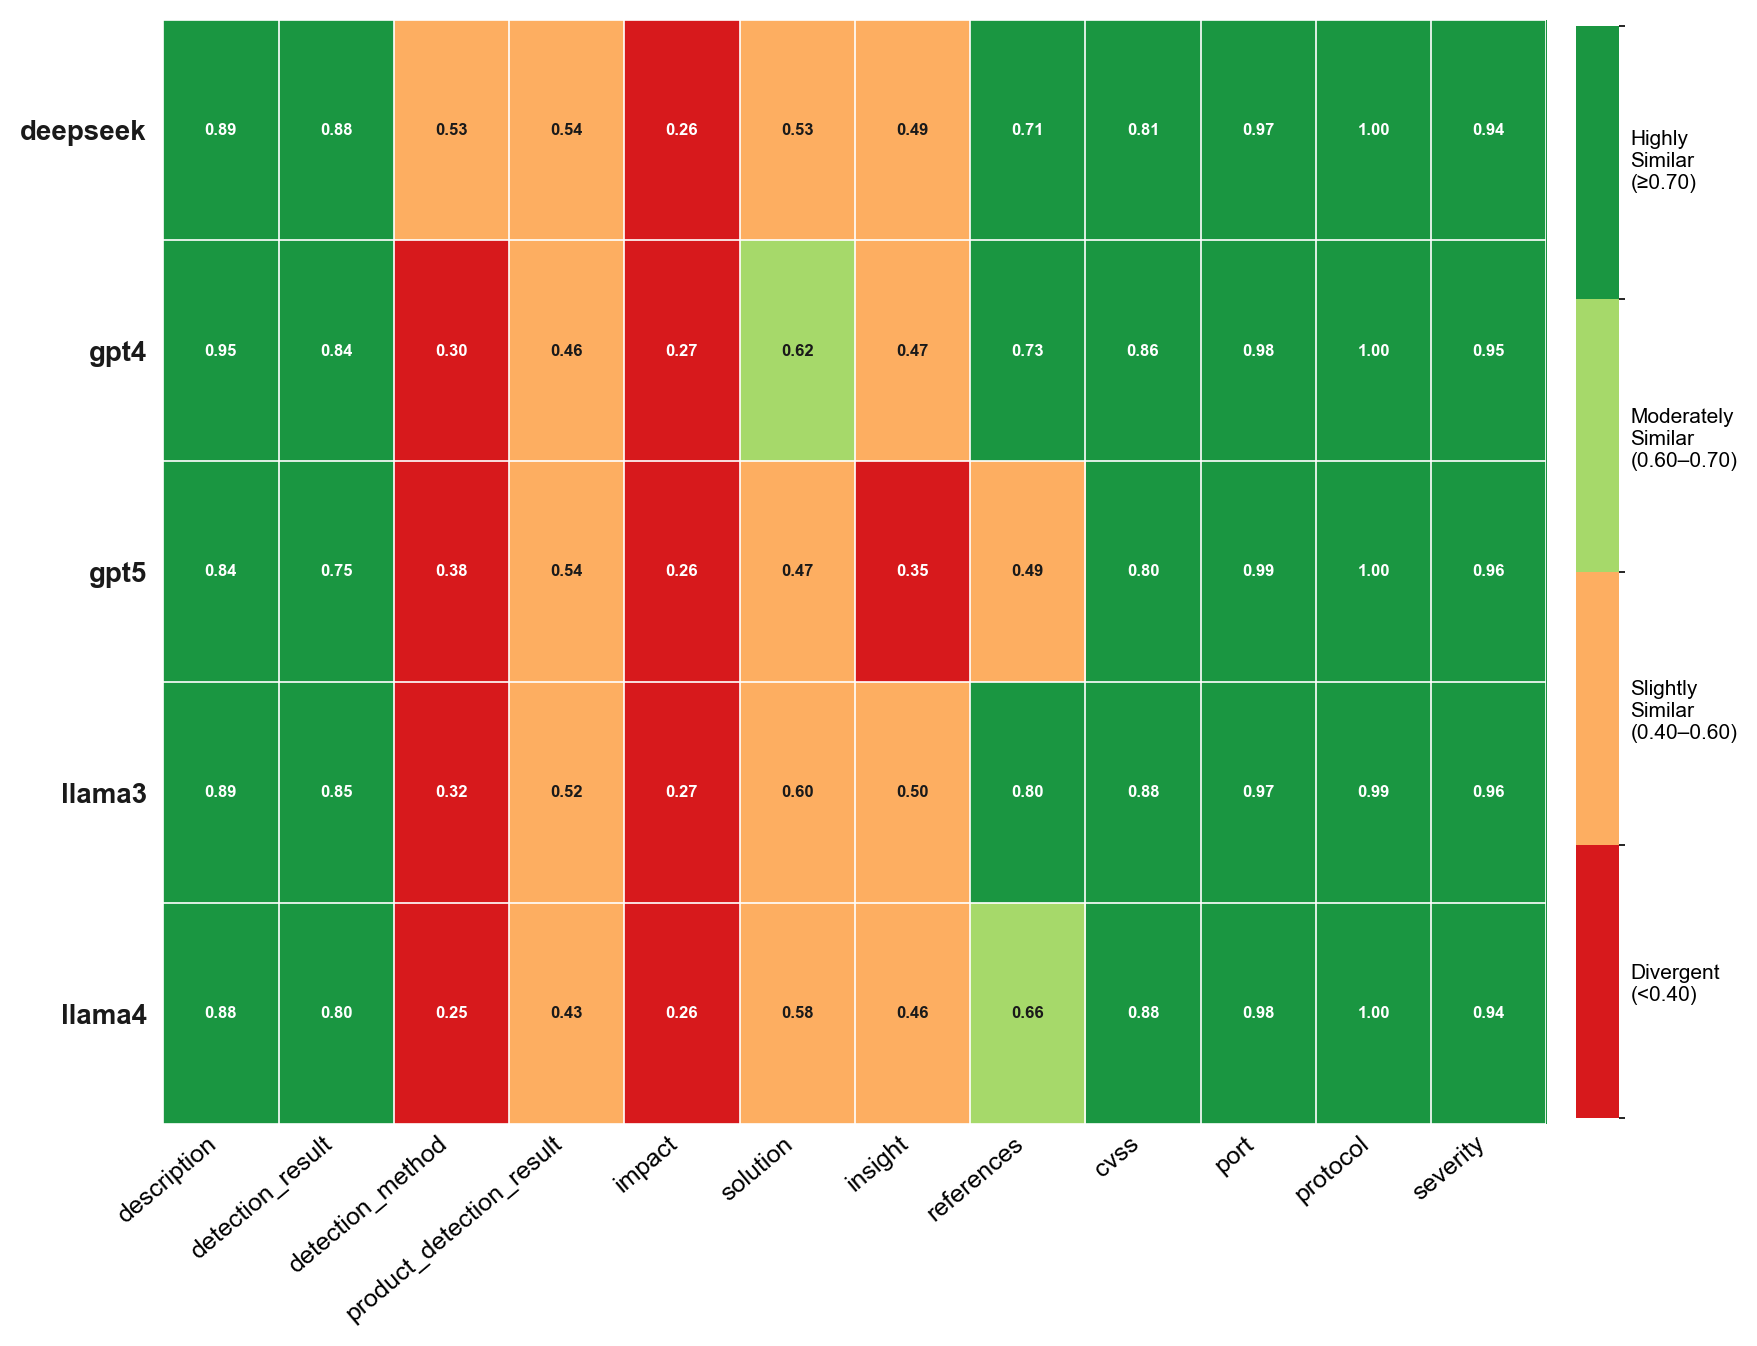 deepseek 0.89 0.88 0.53 0.54 0.26 0.53 0.49 0.71 0.81 0.97 1.00 0.94
gpt4 0.95 0.84 0.30 0.46 0.27 0.62 0.47 0.73 0.86 0.98 1.00 0.95
gpt5 0.84 0.75 0.38 0.54 0.26 0.47 0.35 0.49 0.80 0.99 1.00 0.96
llama3 0.89 0.85 0.32 0.52 0.27 0.60 0.50 0.80 0.88 0.97 0.99 0.96
llama4 0.88 0.80 0.25 0.43 0.26 0.58 0.46 0.66 0.88 0.98 1.00 0.94
description
detection_result
detection_method
product_detection_result
impact
solution
insight
references
cvss
port
protocol
severity
Highly
Similar
(≥0.70)
Moderately
Similar
(0.60–0.70)
Slightly
Similar
(0.40–0.60)
Divergent
(<0.40)